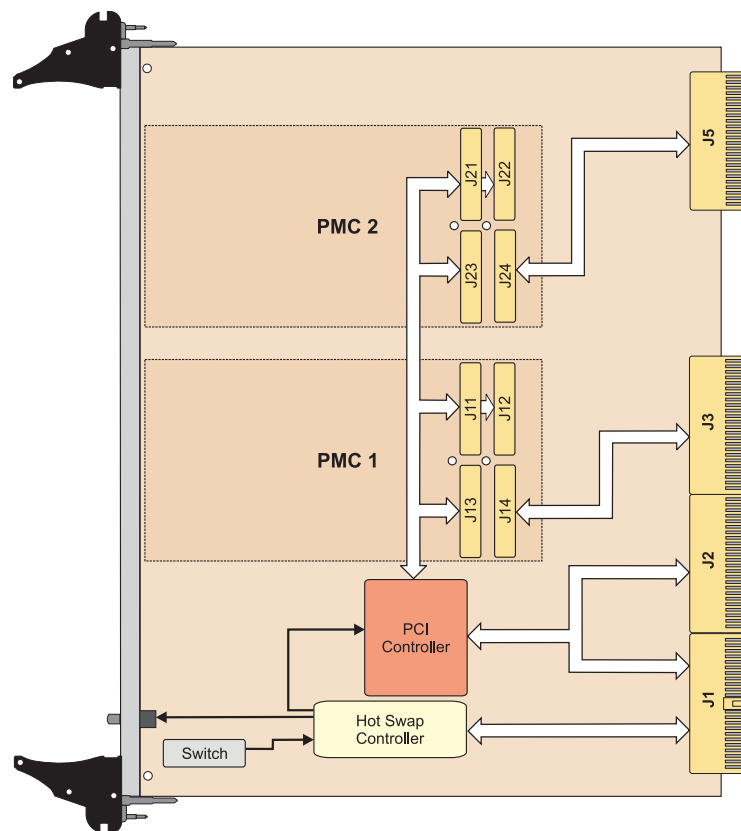 J5
J21
J22
PMC 2
J23
J24
J11
J12
J3
PMC 1
J13
J14
J2
PCI
Controller
J1
Hot Swap
Controller
Switch